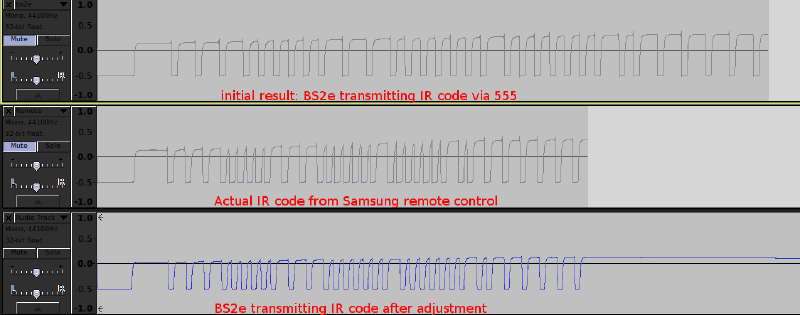 1.0
Mono, 44100Hz
32-bit float
0.5
Mute Solo
0.0
- +
L R
-0.5
-1.0
initial result: BS2e transmitting IR code via 555
1.0
Mono, 44100Hz
32-bit float
0.5
Mute Solo
0.0
- +
L R
-0.5
-1.0
Actual IR code from Samsung remote control
X Audio Track
1.0
Mono, 44100Hz
32-bit float
0.5
Mute Solo
0.0
- +
L R
-0.5
-1.0
BS2e transmitting IR code after adjustment